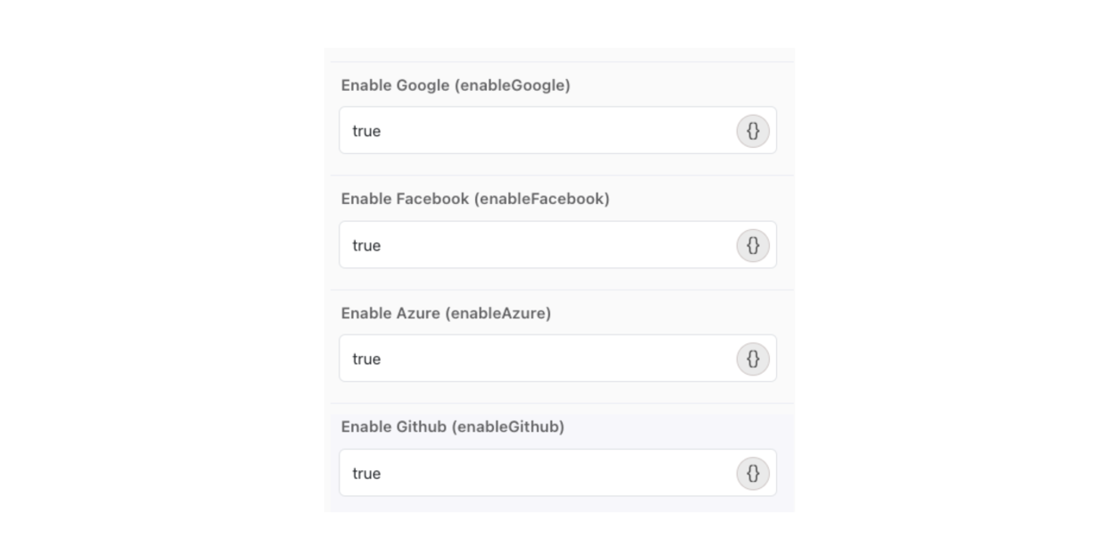 Enable Google (enableGoogle)
true {}
Enable Facebook (enableFacebook)
true {}
Enable Azure (enableAzure)
true {}
Enable Github (enableGithub)
true {}